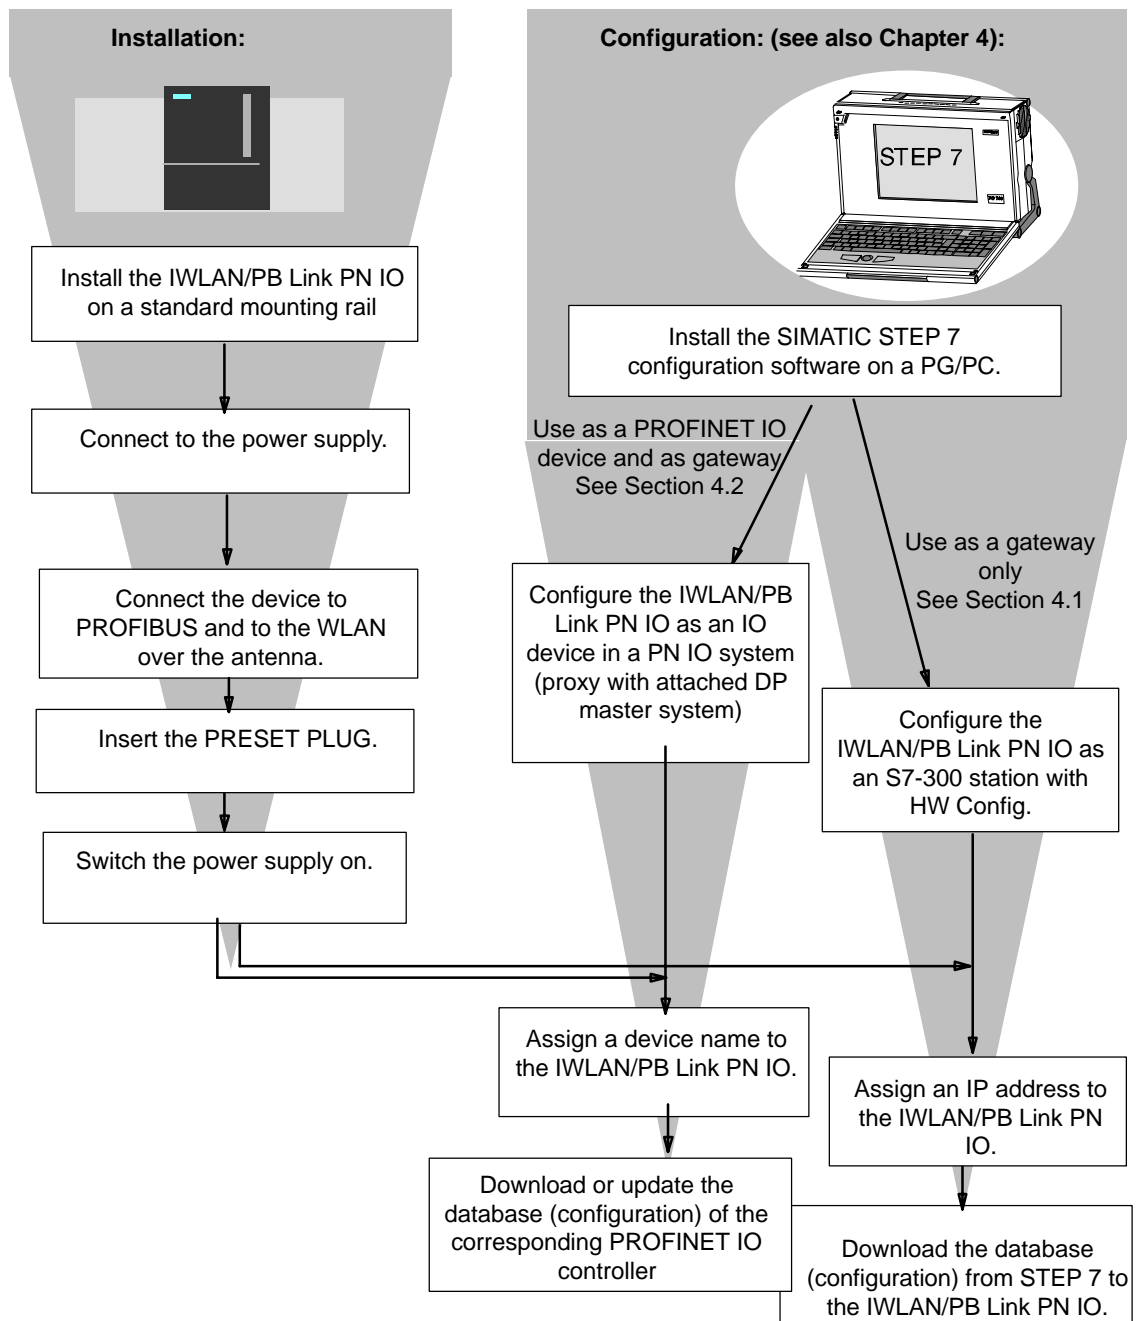 Installation:
Install the IWLAN/PB Link PN IO
on a standard mounting rail
Connect to the power supply.
Connect the device to
PROFIBUS and to the WLAN
over the antenna.
Insert the PRESET PLUG.
Switch the power supply on.
Configuration: (see also Chapter 4):
STEP 7
Install the SIMATIC STEP 7
configuration software on a PG/PC.
Use as a PROFINET IO
device and as gateway
See Section 4.2
Use as a gateway
only
See Section 4.1
Configure the IWLAN/PB
Link PN IO as an IO
device in a PN IO system
(proxy with attached DP
master system)
Configure the
IWLAN/PB Link PN IO as
an S7-300 station with
HW Config.
Assign a device name to
the IWLAN/PB Link PN IO.
Assign an IP address to
the IWLAN/PB Link PN
IO.
Download or update the
database (configuration) of the
corresponding PROFINET IO
controller
Download the database
(configuration) from STEP 7 to
the IWLAN/PB Link PN IO.